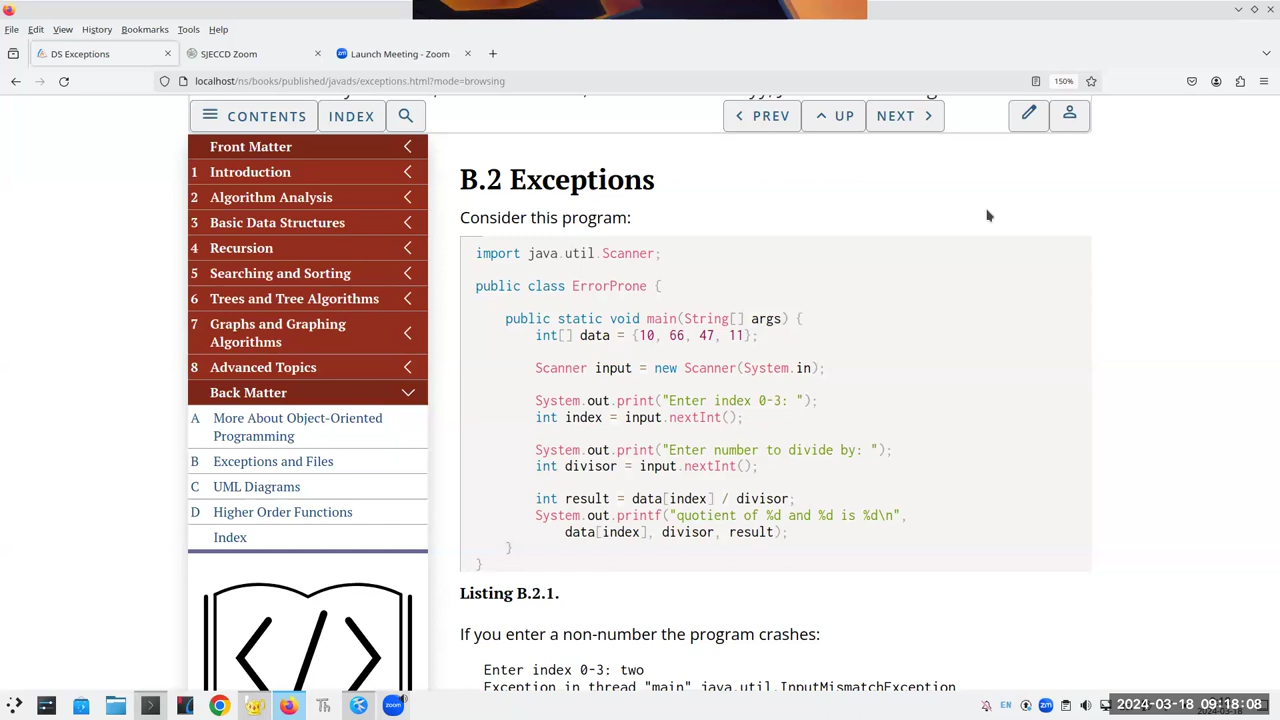 File Edit View History Bookmarks Tools Help
DS Exceptions
SJECCD Zoom
Launch Meeting - Zoom
localhost/ns/books/published/javads/exceptions.html?mode=browsing
150%
CONTENTS
INDEX
PREV
UP
NEXT
Front Matter
1 Introduction
2 Algorithm Analysis
3 Basic Data Structures
4 Recursion
5 Searching and Sorting
6 Trees and Tree Algorithms
7 Graphs and Graphing
Algorithms
8 Advanced Topics
Back Matter
A More About Object-Oriented
Programming
B Exceptions and Files
C UML Diagrams
D Higher Order Functions
Index
B.2 Exceptions
Consider this program:
import java.util.Scanner;
public class ErrorProne {
public static void main(String[] args) {
int[] data = {10, 66, 47, 11};
Scanner input = new Scanner(System.in);
System.out.print("Enter index 0-3: ");
int index = input.nextInt();
System.out.print("Enter number to divide by: ");
int divisor = input.nextInt();
int result = data[index] / divisor;
System.out.printf("quotient of %d and %d is %d\n",
data[index], divisor, result);
}
}
Listing B.2.1.
If you enter a non-number the program crashes:
Enter index 0-3: two
Exception in thread "main" java.util.InputMismatchException
Th
zoom
EN
zm
2024-03-18 09:18:08